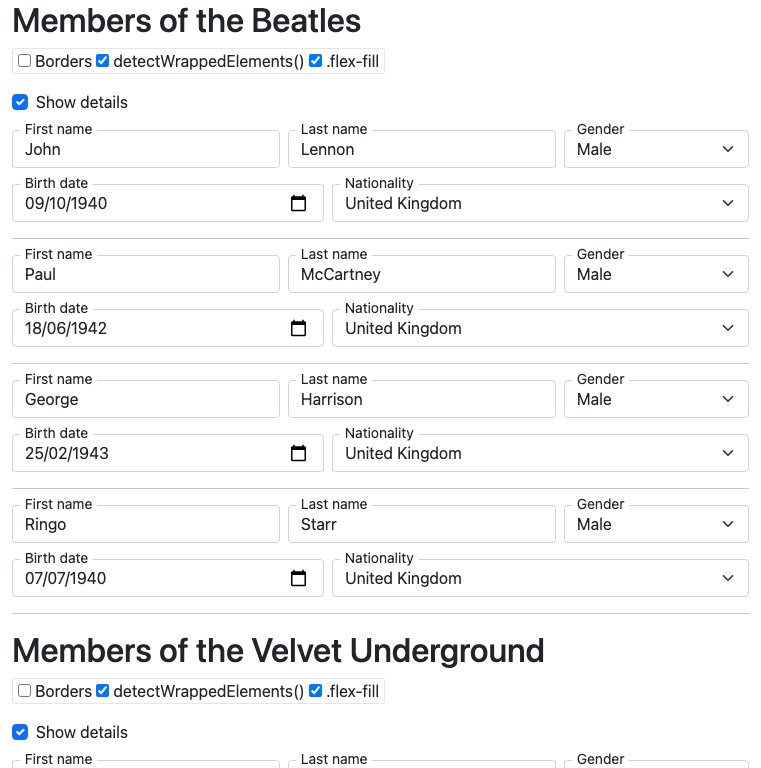 Members of the Beatles
Borders detectWrappedElements() .flex-fill
Show details
First name Last name Gender
John Lennon Male
Birth date Nationality
09/10/1940 United Kingdom
First name Last name Gender
Paul McCartney Male
Birth date Nationality
18/06/1942 United Kingdom
First name Last name Gender
George Harrison Male
Birth date Nationality
25/02/1943 United Kingdom
First name Last name Gender
Ringo Starr Male
Birth date Nationality
07/07/1940 United Kingdom
Members of the Velvet Underground
Borders detectWrappedElements() .flex-fill
Show details
First name Last name Gender